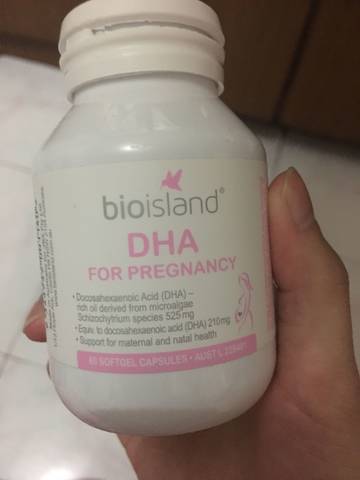 bioisland®
DHA
FOR PREGNANCY
• Docosahexaenoic Acid (DHA) –
rich oil derived from microalgae
Schizochytrium species 525mg
• Equiv. to docosahexaenoic acid (DHA) 210mg
• Support for maternal and natal health
60 SOFTGEL CAPSULES • AUST L